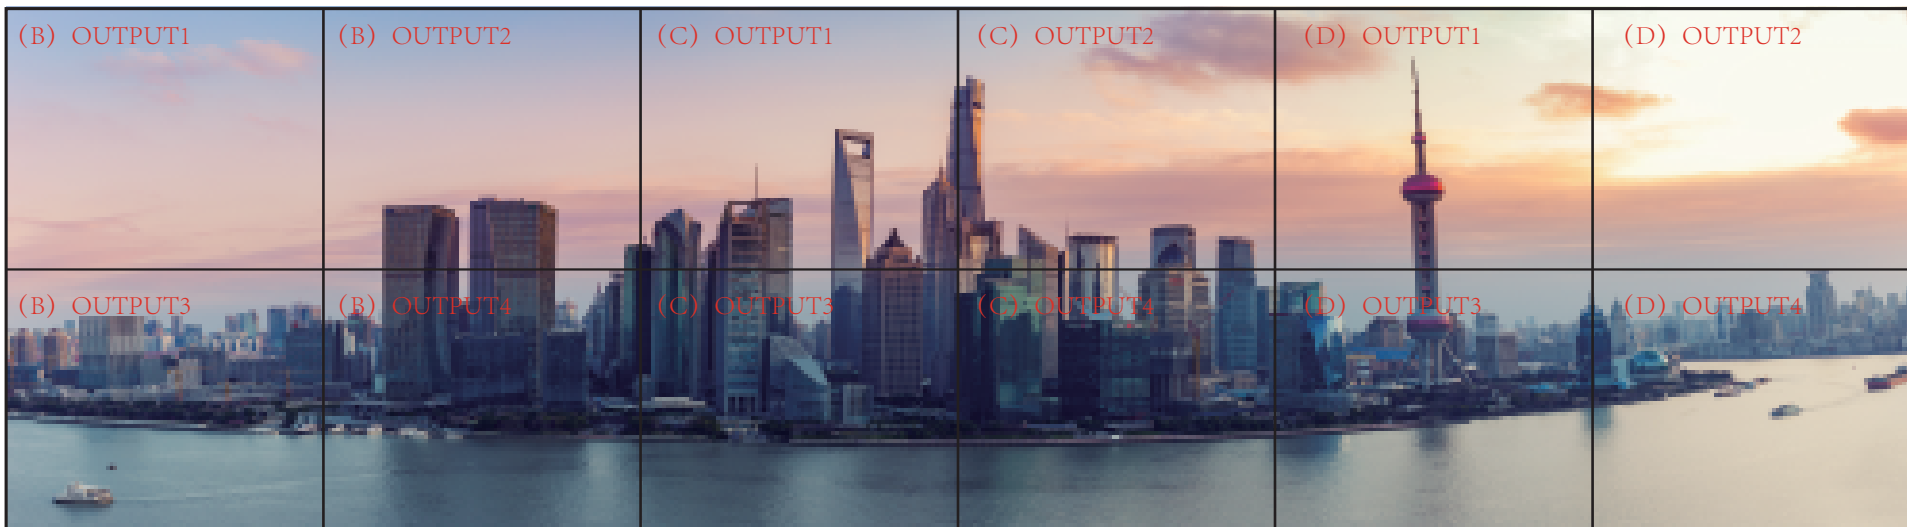 (B) OUTPUT1
(B) OUTPUT2
(C) OUTPUT1
(C) OUTPUT2
(D) OUTPUT1
(D) OUTPUT2
(B) OUTPUT3
(B) OUTPUT4
(C) OUTPUT3
(C) OUTPUT4
(D) OUTPUT3
(D) OUTPUT4